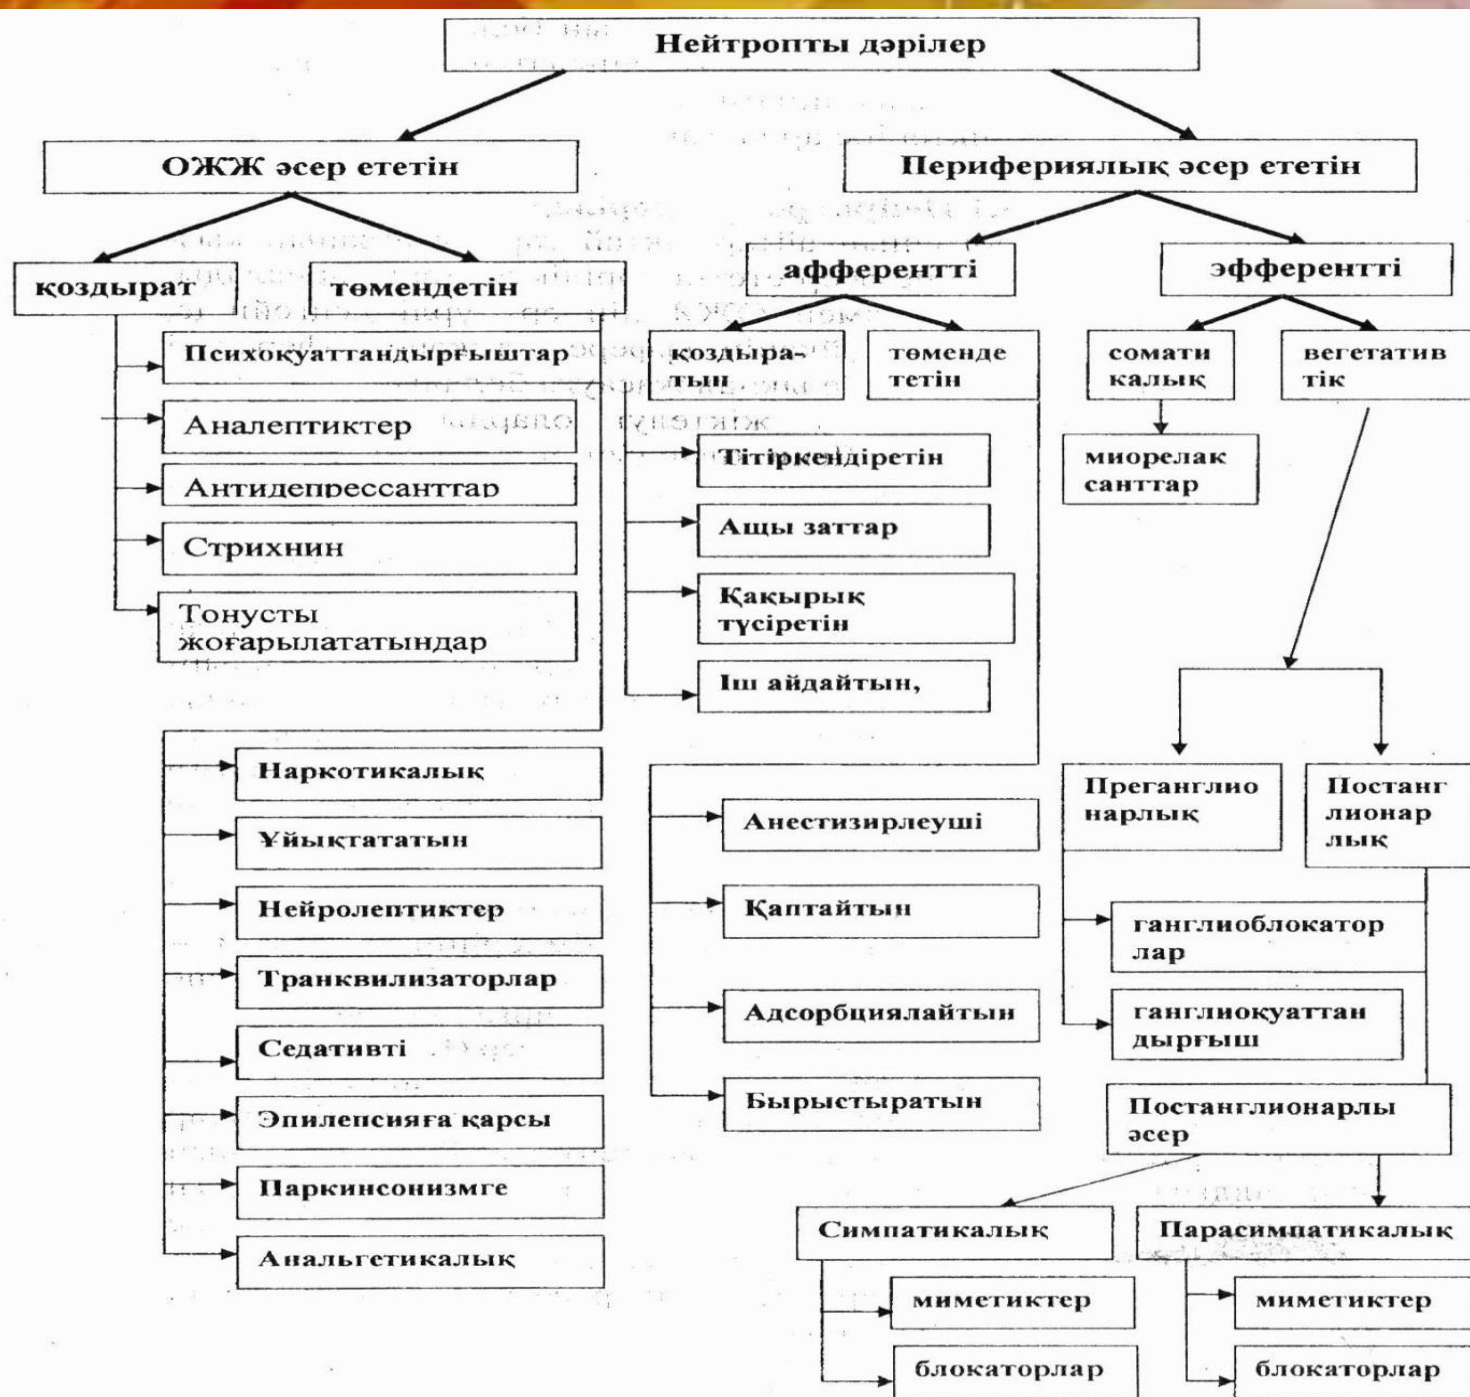 Нейтропты дәрілер
ОЖЖ әсер ететін
Перифериялық әсер ететін
қоздырат
төмендетін
афферентті
эфферентті
Психоқуаттандырғыштар
Аналептиктер
Антидепрессанттар
Стрихнин
Тонусты
жоғарылататындар
қоздыра-
тын
төменде
тетін
сомати
калық
вегетатив
тік
Тітіркендіретін
Ащы заттар
Қақырық
түсіретін
Іш айдайтын,
миорелак
санттар
Наркотикалық
Ұйықтататын
Нейролептиктер
Транквилизаторлар
Седативті
Эпилепсияға қарсы
Паркинсонизмге
Анальгетикалық
Анестизирлеуші
Қаптайтын
Адсорбциялайтын
Бырыстыратын
Преганглио
нарлық
Постанг
лионар
лық
ганглиоблокатор
лар
ганглиоқуаттан
дырғыш
Постанглионарлы
әсер
Симпатикалық
Парасимпатикалық
миметиктер
блокаторлар
миметиктер
блокаторлар